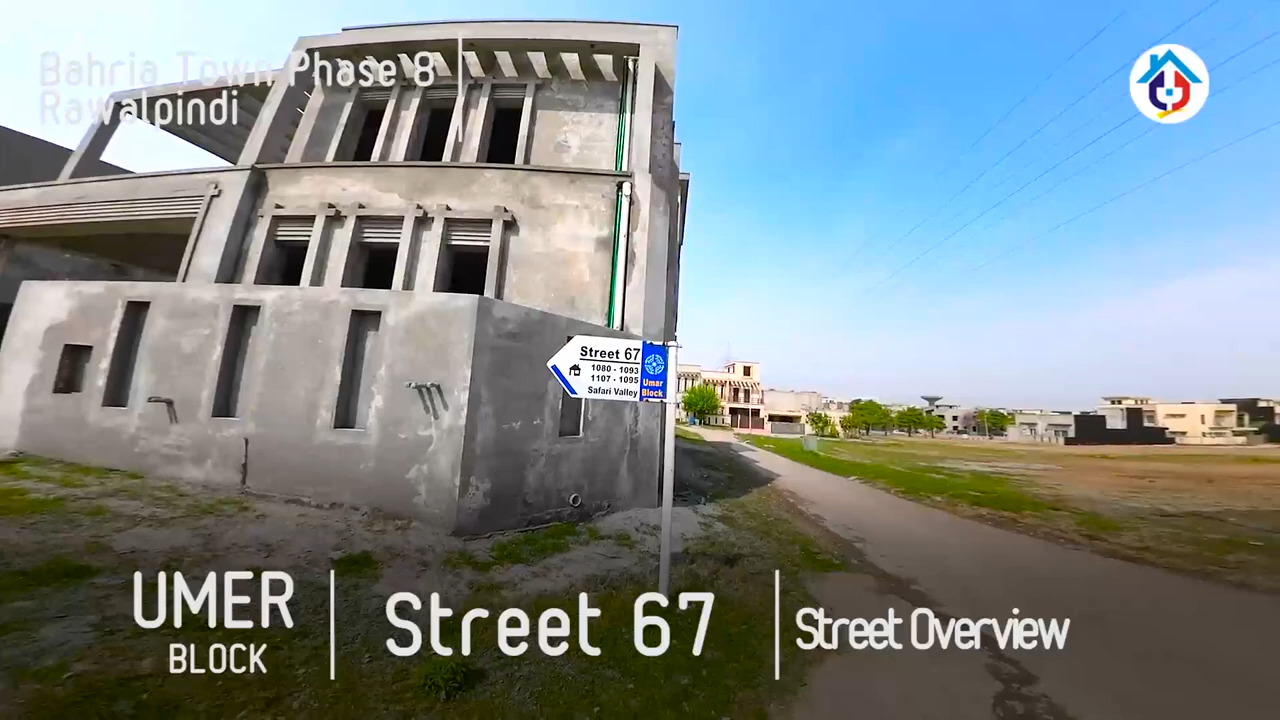 Bahria Town Phase 8
Rawalpindi
Street 67
1080 - 1093
1107 - 1095
Safari Valley
Umar
Block
UMER
BLOCK
Street 67
Street Overview